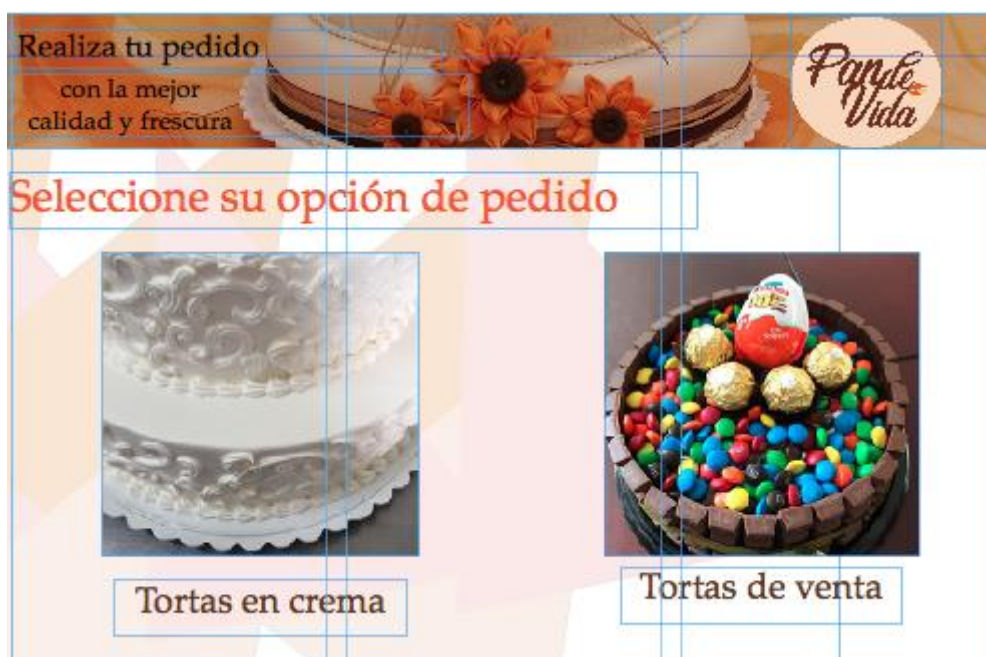 Realiza tu pedido
con la mejor
calidad y frescura
Pan de
Vida
Seleccione su opción de pedido
Tortas en crema
Tortas de venta